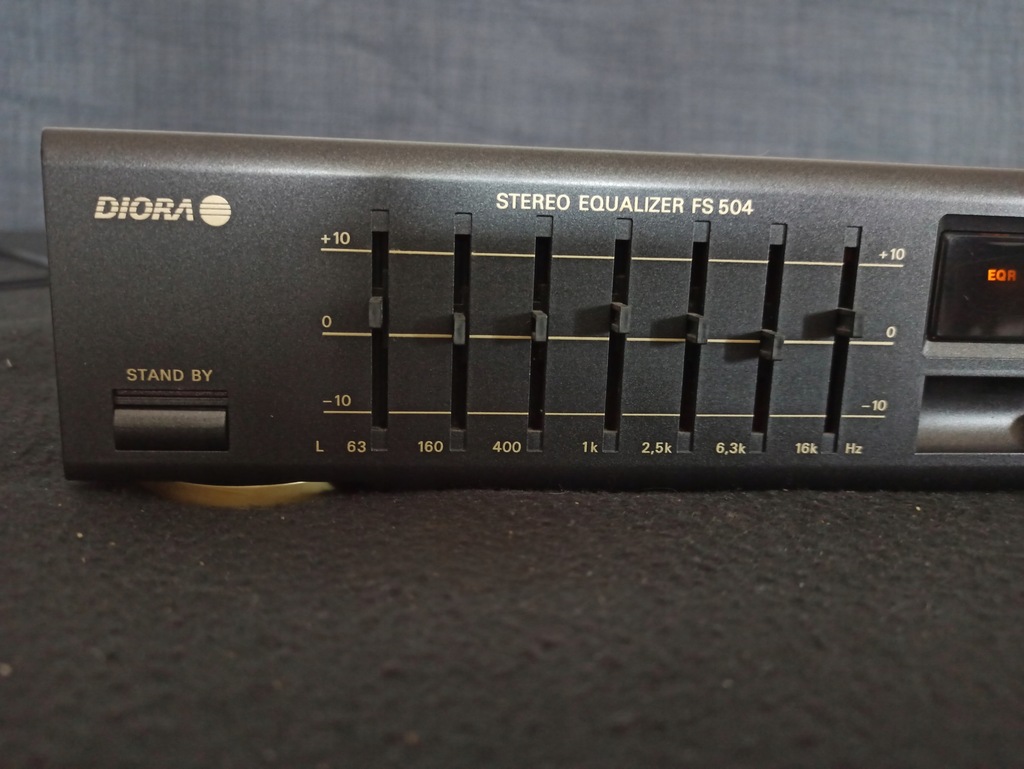 DIORA
STEREO EQUALIZER FS 504
+10 +10
EQR
0 0
STAND BY
-10 -10
L 63 160 400 1k 2,5k 6,3k 16k Hz